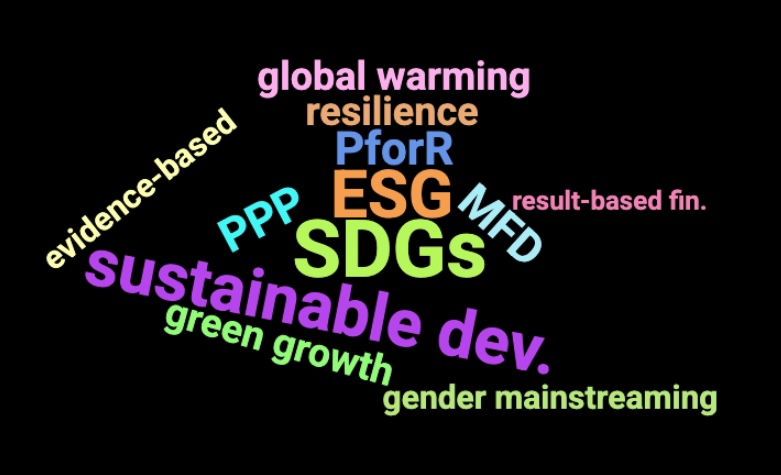 global warming
resilience
PforR
evidence-based
ESG
PPP
MFD
result-based fin.
SDGs
sustainable dev.
green growth
gender mainstreaming